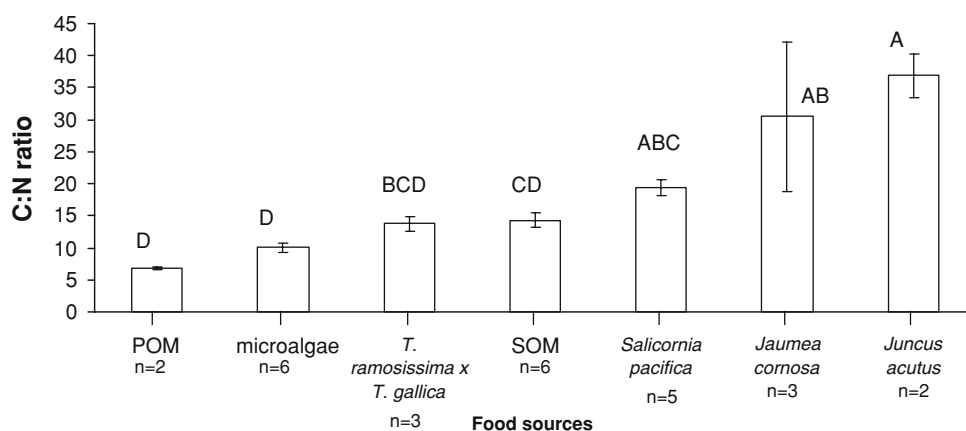 C:N ratio
45
40
35
30
25
20
15
10
5
0
D
D
BCD
CD
ABC
AB
A
POM
n=2
microalgae
n=6
T.
ramosissima x
T. gallica
n=3
SOM
n=6
Salicornia
pacifica
n=5
Jaumea
cornosa
n=3
Juncus
acutus
n=2
Food sources